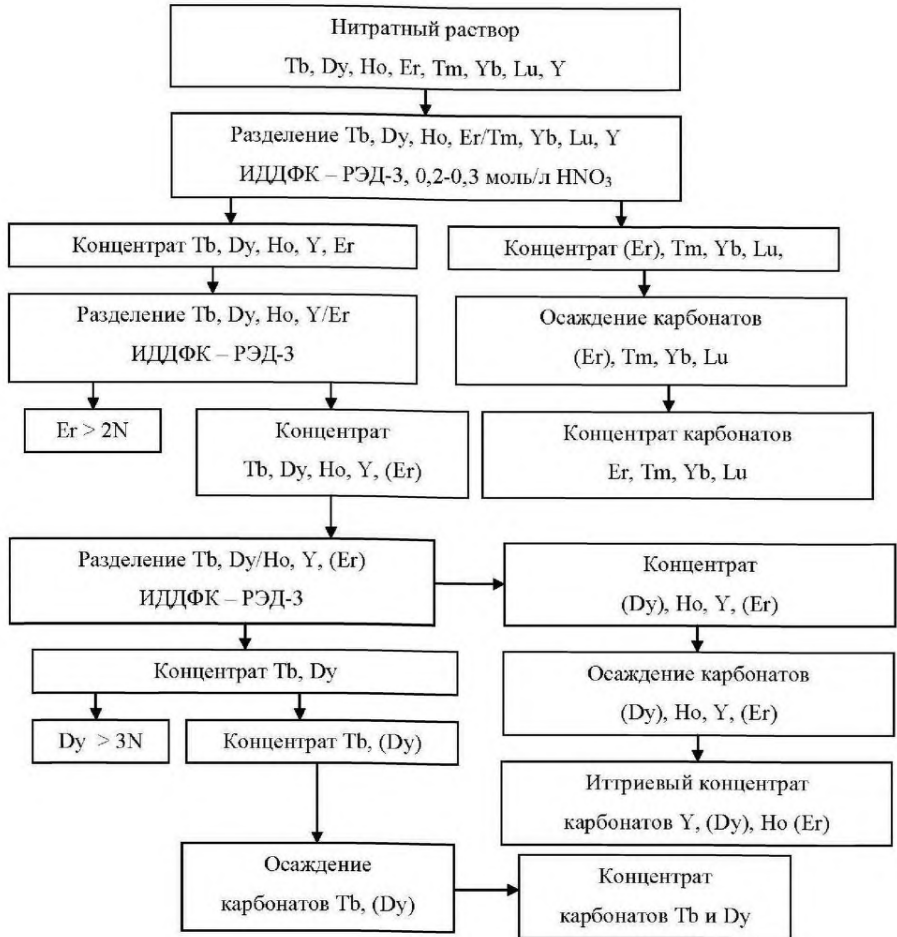 Нитратный раствор
Tb, Dy, Ho, Er, Tm, Yb, Lu, Y
Разделение Tb, Dy, Ho, Er/Tm, Yb, Lu, Y
ИДДФК – РЭД-3, 0,2-0,3 моль/л HNO₃
Концентрат Tb, Dy, Ho, Y, Er
Концентрат (Er), Tm, Yb, Lu,
Разделение Tb, Dy, Ho, Y/Er
ИДДФК – РЭД-3
Осаждение карбонатов
(Er), Tm, Yb, Lu
Er > 2N
Концентрат
Tb, Dy, Ho, Y, (Er)
Концентрат карбонатов
Er, Tm, Yb, Lu
Разделение Tb, Dy/Ho, Y, (Er)
ИДДФК – РЭД-3
Концентрат
(Dy), Ho, Y, (Er)
Концентрат Tb, Dy
Осаждение карбонатов
(Dy), Ho, Y, (Er)
Dy > 3N
Концентрат Tb, (Dy)
Иттриевый концентрат
карбонатов Y, (Dy), Ho (Er)
Осаждение
карбонатов Tb, (Dy)
Концентрат
карбонатов Tb и Dy